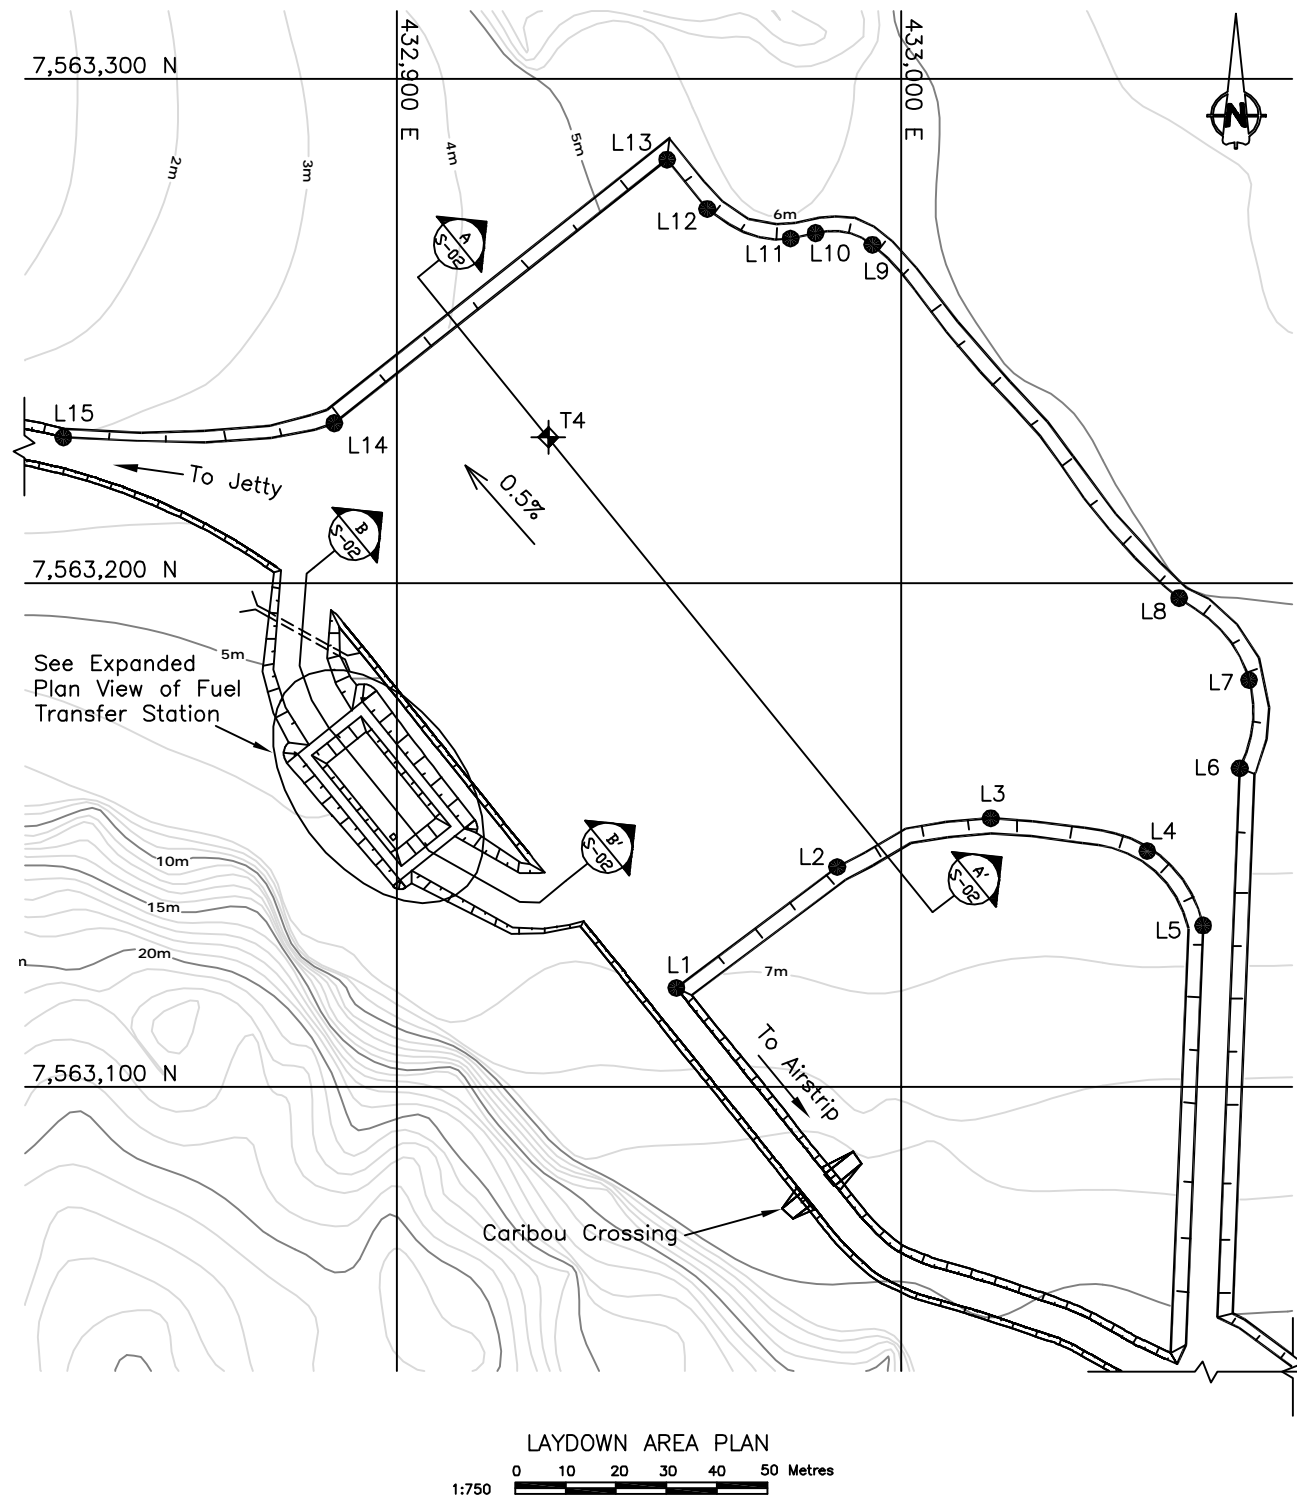 7,563,300 N
432,900 E
433,000 E
N
2m
3m
4m
5m
L13
L12
6m
L11
L10
L9
A
S-02
L15
L14
T4
To Jetty
0.5%
B
S-02
7,563,200 N
L8
5m
See Expanded
Plan View of Fuel
Transfer Station
L7
L6
L3
L4
L2
B'
S-02
A'
S-02
10m
15m
20m
L5
L1
7m
To Airstrip
7,563,100 N
Caribou Crossing
LAYDOWN AREA PLAN
0 10 20 30 40 50 Metres
1:750